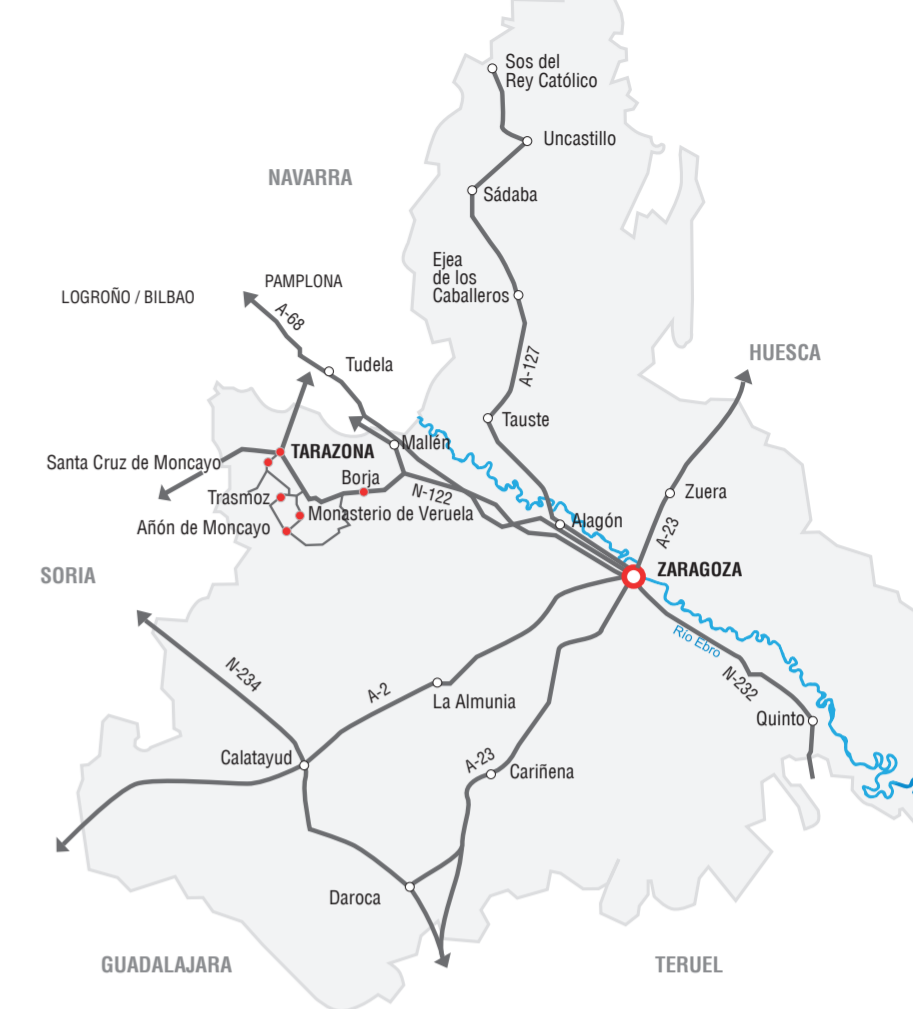 Sos del
Rey Católico
Uncastillo
NAVARRA
Sádaba
Ejea
de los
Caballeros
PAMPLONA
LOGROÑO / BILBAO
A-68
HUESCA
Tudela
A-127
Tauste
Mallén
TARAZONA
Santa Cruz de Moncayo
Borja
N-122
Zuera
Trasmoz
Monasterio de Veruela
Añón de Moncayo
Alagón
A-23
ZARAGOZA
SORIA
Río Ebro
N-234
A-2
N-232
La Almunia
Quinto
Calatayud
A-23
Cariñena
Daroca
GUADALAJARA
TERUEL